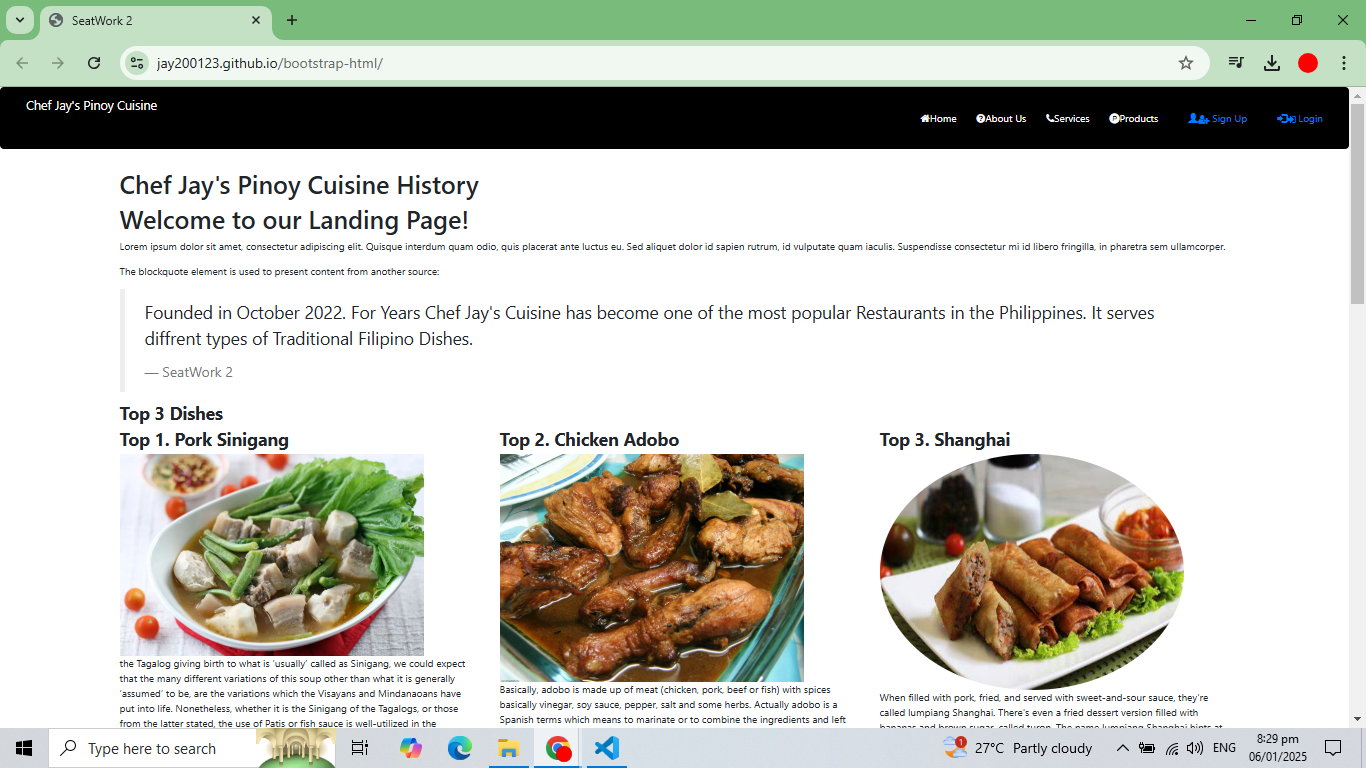 SeatWork 2
jay200123.github.io/bootstrap-html/
Chef Jay's Pinoy Cuisine
Home About Us Services Products Sign Up Login
Chef Jay's Pinoy Cuisine History
Welcome to our Landing Page!
Lorem ipsum dolor sit amet, consectetur adipiscing elit. Quisque interdum quam odio, quis placerat ante luctus eu. Sed aliquet dolor id sapien rutrum, id vulputate quam iaculis. Suspendisse consectetur mi id libero fringilla, in pharetra sem ullamcorper.
The blockquote element is used to present content from another source:
Founded in October 2022. For Years Chef Jay's Cuisine has become one of the most popular Restaurants in the Philippines. It serves
diffrent types of Traditional Filipino Dishes.
— SeatWork 2
Top 3 Dishes
Top 1. Pork Sinigang
the Tagalog giving birth to what is 'usually' called as Sinigang, we could expect
that the many different variations of this soup other than what it is generally
'assumed' to be, are the variations which the Visayans and Mindanaoans have
put into life. Nonetheless, whether it is the Sinigang of the Tagalogs, or those
from the latter stated, the use of Patis or fish sauce is well-utilized in the
Top 2. Chicken Adobo
Basically, adobo is made up of meat (chicken, pork, beef or fish) with spices
basically vinegar, soy sauce, pepper, salt and some herbs. Actually adobo is a
Spanish terms which means to marinate or to combine the ingredients and left
Top 3. Shanghai
When filled with pork, fried, and served with sweet-and-sour sauce, they're
called lumpiang Shanghai. There's even a fried dessert version filled with
bananas and brown sugar, called turon. The name lumpiang Shanghai hints at
Type here to search
1
27°C Partly cloudy
ENG
8:29 pm
06/01/2025